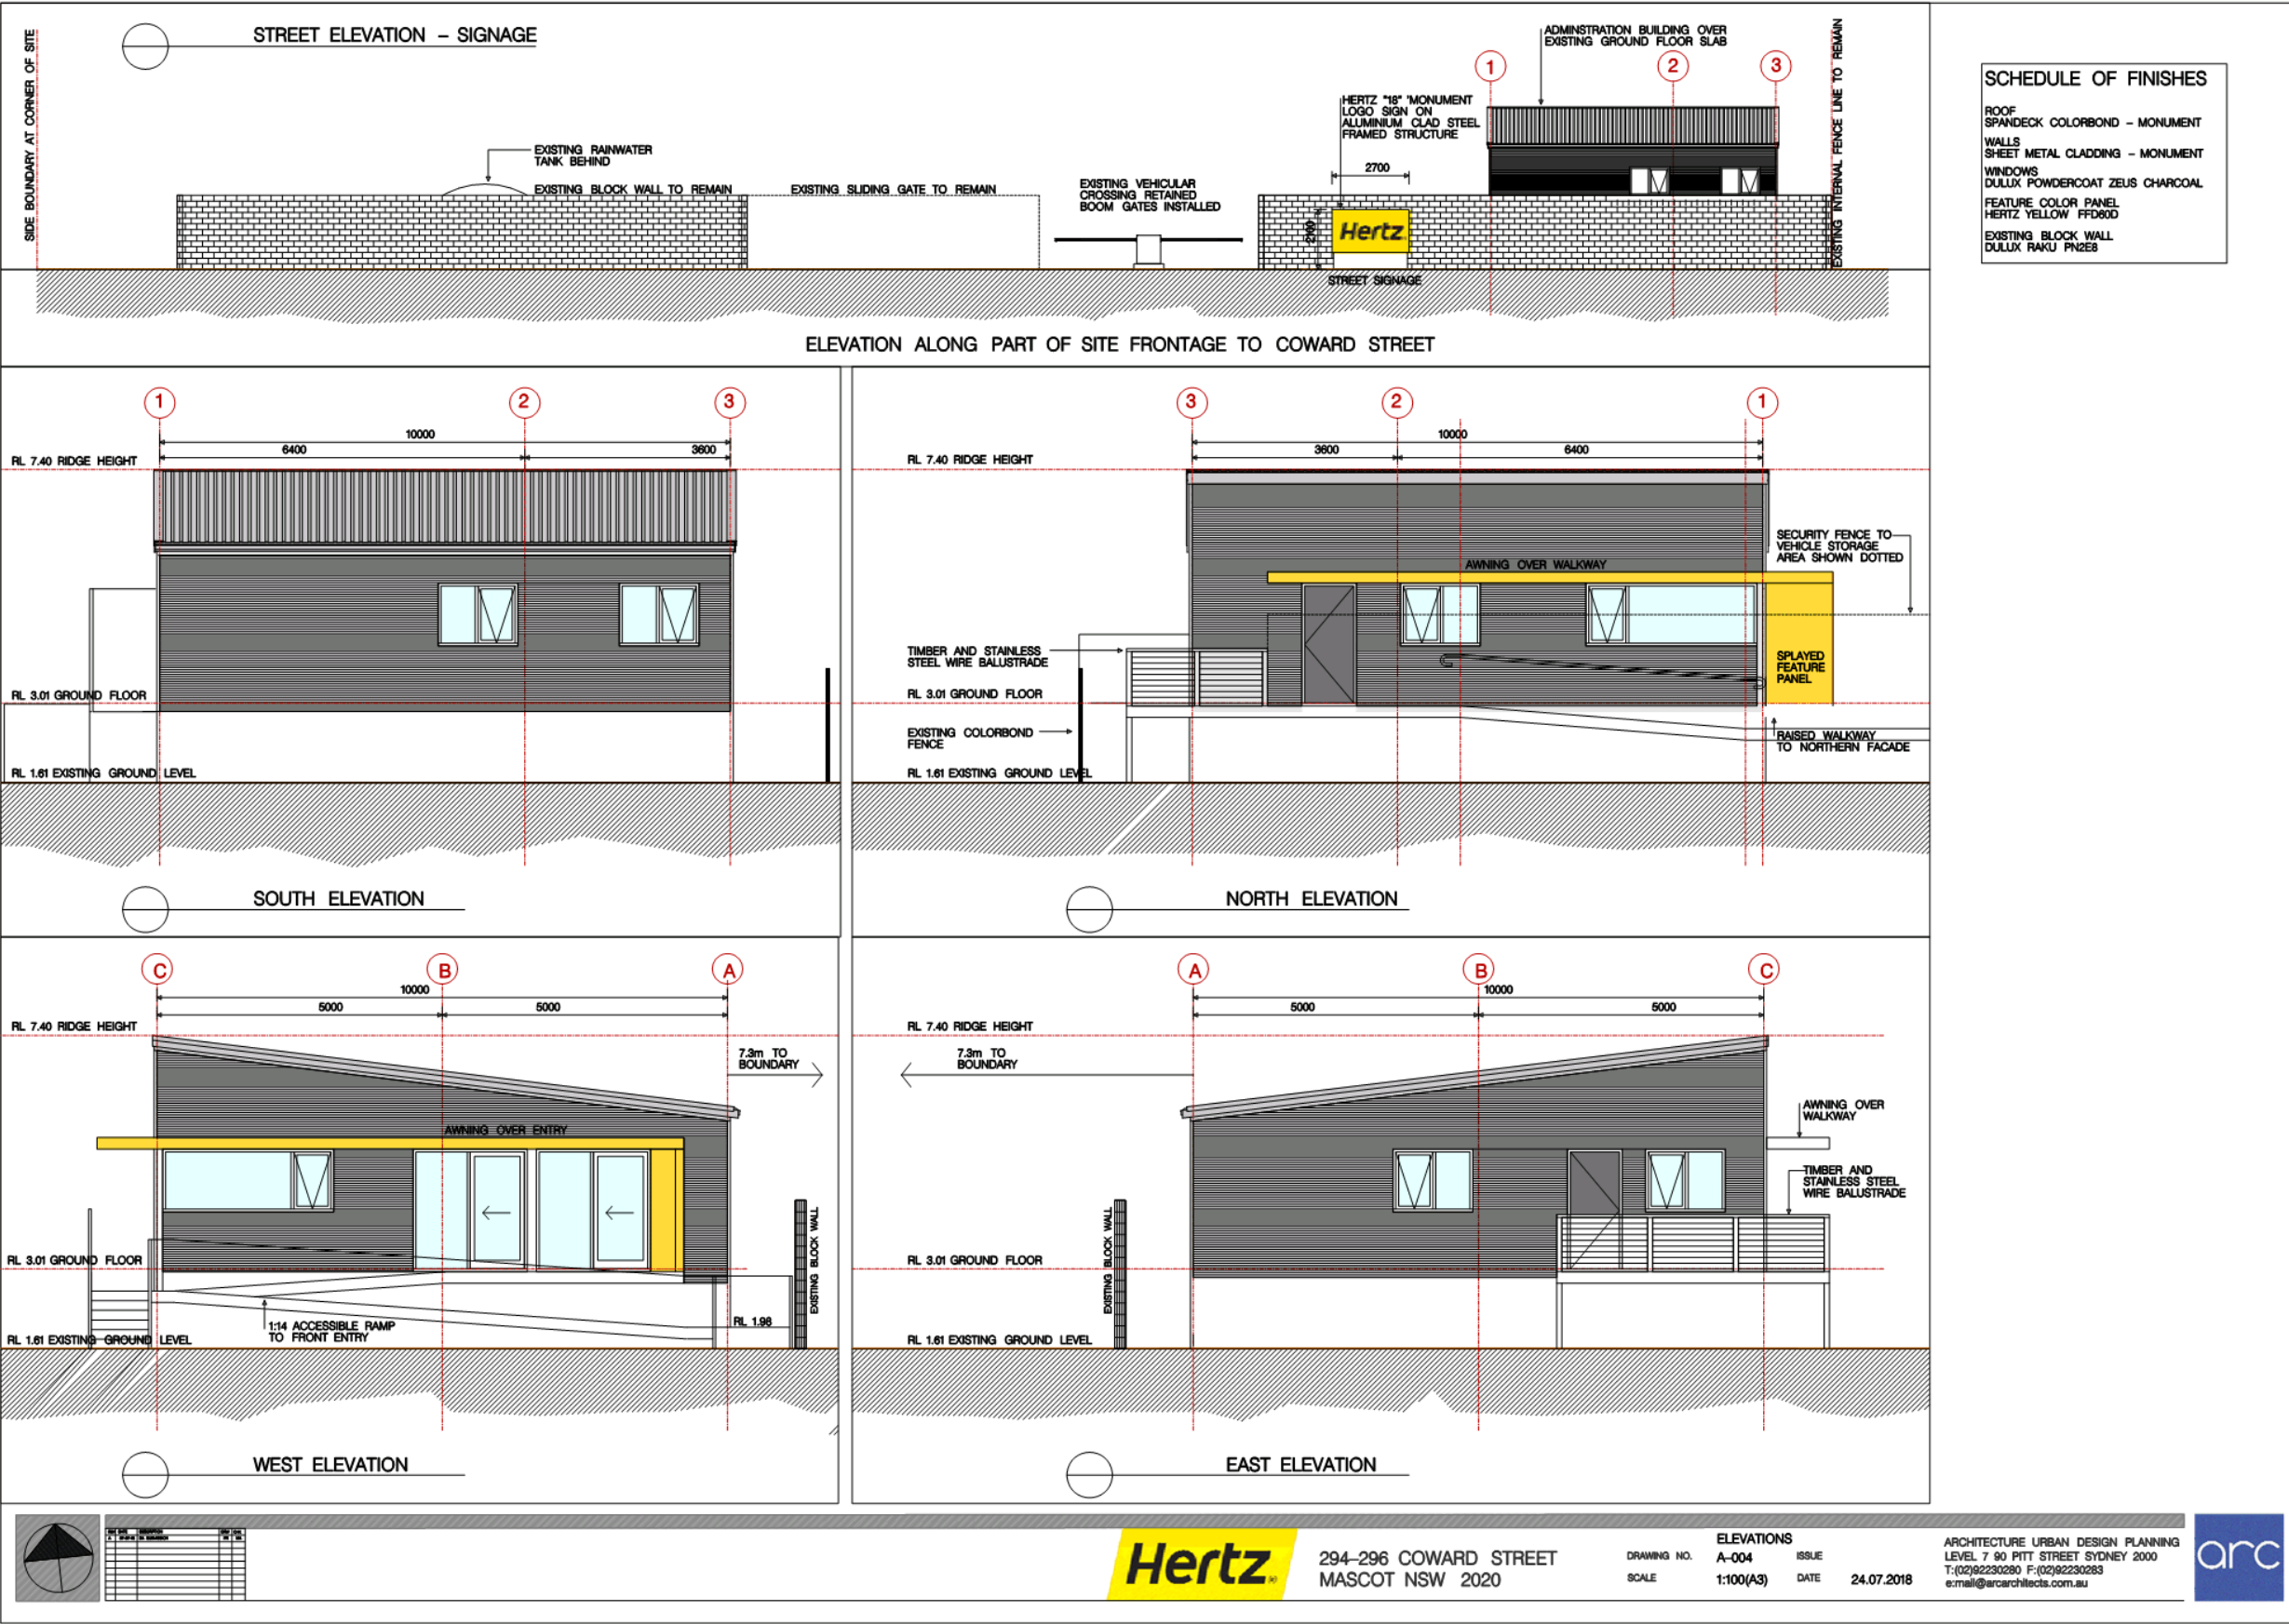 STREET ELEVATION – SIGNAGE
SIDE BOUNDARY AT CORNER OF SITE
EXISTING RAINWATER
TANK BEHIND
EXISTING BLOCK WALL TO REMAIN
EXISTING SLIDING GATE TO REMAIN
EXISTING VEHICULAR
CROSSING RETAINED
BOOM GATES INSTALLED
HERTZ "18" 'MONUMENT
LOGO SIGN ON
ALUMINIUM CLAD STEEL
FRAMED STRUCTURE
2700
2100
Hertz
STREET SIGNAGE
ADMINSTRATION BUILDING OVER
EXISTING GROUND FLOOR SLAB
1
2
3
EXISTING INTERNAL FENCE LINE TO REMAIN
ELEVATION ALONG PART OF SITE FRONTAGE TO COWARD STREET
SCHEDULE OF FINISHES
ROOF
SPANDECK COLORBOND – MONUMENT
WALLS
SHEET METAL CLADDING – MONUMENT
WINDOWS
DULUX POWDERCOAT ZEUS CHARCOAL
FEATURE COLOR PANEL
HERTZ YELLOW FFD60D
EXISTING BLOCK WALL
DULUX RAKU PN2E8
1
2
3
10000
6400
3600
RL 7.40 RIDGE HEIGHT
RL 3.01 GROUND FLOOR
RL 1.61 EXISTING GROUND LEVEL
SOUTH ELEVATION
3
2
1
10000
3600
6400
RL 7.40 RIDGE HEIGHT
SECURITY FENCE TO
VEHICLE STORAGE
AREA SHOWN DOTTED
AWNING OVER WALKWAY
TIMBER AND STAINLESS
STEEL WIRE BALUSTRADE
SPLAYED
FEATURE
PANEL
RL 3.01 GROUND FLOOR
EXISTING COLORBOND
FENCE
RAISED WALKWAY
TO NORTHERN FACADE
RL 1.61 EXISTING GROUND LEVEL
NORTH ELEVATION
C
B
A
10000
5000
5000
RL 7.40 RIDGE HEIGHT
7.3m TO
BOUNDARY
AWNING OVER ENTRY
EXISTING BLOCK WALL
RL 3.01 GROUND FLOOR
1:14 ACCESSIBLE RAMP
TO FRONT ENTRY
RL 1.98
RL 1.61 EXISTING GROUND LEVEL
WEST ELEVATION
A
B
C
10000
5000
5000
RL 7.40 RIDGE HEIGHT
7.3m TO
BOUNDARY
AWNING OVER
WALKWAY
TIMBER AND
STAINLESS STEEL
WIRE BALUSTRADE
EXISTING BLOCK WALL
RL 3.01 GROUND FLOOR
RL 1.61 EXISTING GROUND LEVEL
EAST ELEVATION
Hertz
294–296 COWARD STREET
MASCOT NSW 2020
ELEVATIONS
DRAWING NO. A–004 ISSUE
SCALE 1:100(A3) DATE 24.07.2018
ARCHITECTURE URBAN DESIGN PLANNING
LEVEL 7 90 PITT STREET SYDNEY 2000
T:(02)92230280 F:(02)92230283
e:mail@arcarchitects.com.au
arc